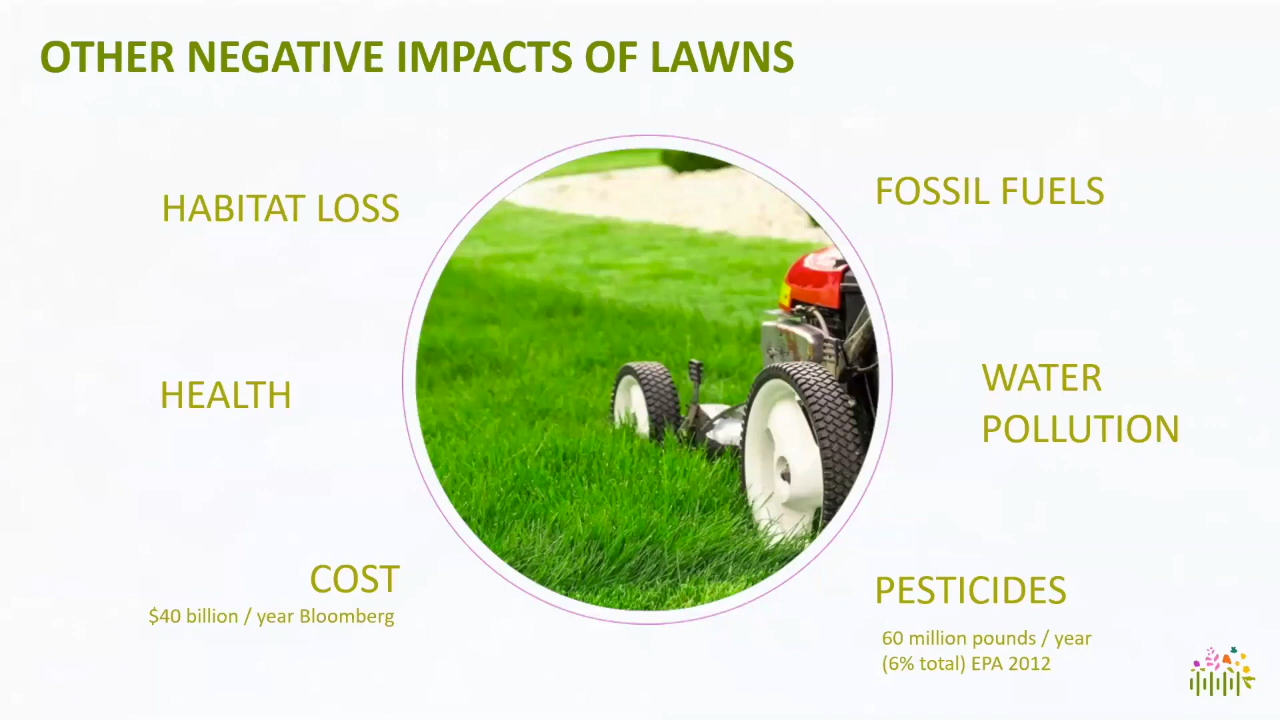 OTHER NEGATIVE IMPACTS OF LAWNS
HABITAT LOSS
FOSSIL FUELS
HEALTH
WATER
POLLUTION
COST
$40 billion / year Bloomberg
PESTICIDES
60 million pounds / year
(6% total) EPA 2012